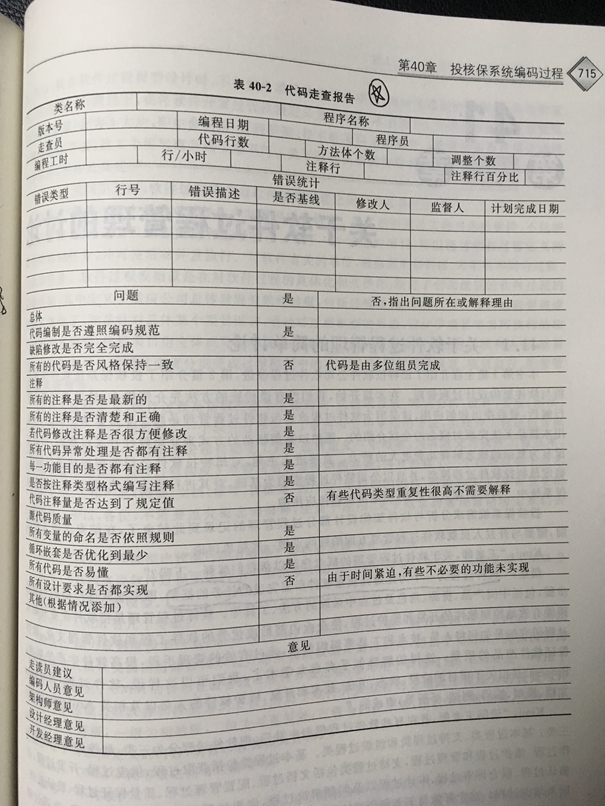 第40章 投核保系统编码过程 715
表 40-2 代码走查报告
类名称 程序名称
版本号 编程日期 程序员
走查员 代码行数 方法体个数 调整个数
编程工时 行/小时 注释行 注释行百分比
错误统计
错误类型 行号 错误描述 是否基线 修改人 监督人 计划完成日期
问题 是 否,指出问题所在或解释理由
总体
代码编制是否遵照编码规范 是
缺陷修改是否完全完成
所有的代码是否风格保持一致 否 代码是由多位组员完成
注释
所有的注释是否是最新的 是
所有的注释是否清楚和正确 是
若代码修改注释是否很方便修改 是
所有代码异常处理是否都有注释 是
每一功能目的是否都有注释 是
是否按注释类型格式编写注释 是
代码注释量是否达到了规定值 否 有些代码类型重复性很高不需要解释
源代码质量
所有变量的命名是否依照规则 是
循环嵌套是否优化到最少 是
所有代码是否易懂 是
所有设计要求是否都实现 否 由于时间紧迫,有些不必要的功能未实现
其他(根据情况添加)
意见
走读员建议
编码人员意见
架构师意见
设计经理意见
开发经理意见